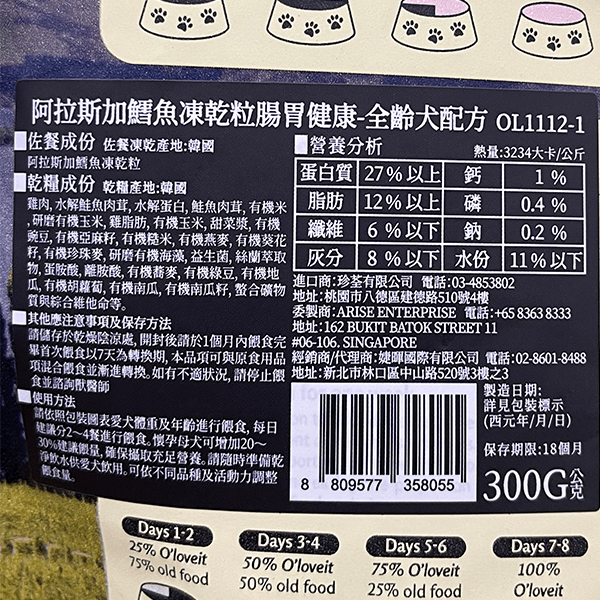 阿拉斯加鱈魚凍乾粒腸胃健康-全齡犬配方 OL1112-1
佐餐成份 佐餐凍乾產地:韓國
阿拉斯加鱈魚凍乾粒
乾糧成份 乾糧產地:韓國
雞肉, 水解鮭魚肉茸, 水解蛋白, 鮭魚肉茸, 有機米
, 研磨有機玉米, 雞脂肪, 有機玉米, 甜菜漿, 有機
豌豆, 有機亞麻籽, 有機糙米, 有機燕麥, 有機葵花
籽, 有機珍珠麥, 研磨有機海藻, 益生菌, 絲蘭萃取
物, 蛋胺酸, 離胺酸, 有機蕎麥, 有機綠豆, 有機地
瓜, 有機胡蘿蔔, 有機南瓜, 有機南瓜籽, 螯合礦物
質與綜合維他命等。
其他應注意事項及保存方法
請儲存於乾燥陰涼處, 開封後請於1個月內餵食完
畢首次餵食以7天為轉換期, 本品項可與原食用品
項混合餵食並漸進轉換。如有不適狀況, 請停止餵
食並諮詢獸醫師
使用方法
請依照包裝圖表愛犬體重及年齡進行餵食, 每日
建議分2～4餐進行餵食。懷孕母犬可增加20～
30%建議餵量, 確保攝取充足營養。請隨時準備乾
淨飲水供愛犬飲用。可依不同品種及活動力調整
餵食量。
營養分析 熱量:3234大卡/公斤
蛋白質 27%以上 鈣 1 %
脂肪 12%以上 磷 0.4 %
纖維 6 %以下 鈉 0.2 %
灰分 8 %以下 水份 11%以下
進口商:珍荃有限公司 電話:03-4853802
地址:桃園市八德區建德路510號4樓
委製商:ARISE ENTERPRISE 電話:+65 8363 8333
地址:162 BUKIT BATOK STREET 11
#06-106. SINGAPORE
經銷商/代理商:婕暉國際有限公司 電話:02-8601-8488
地址:新北市林口區中山路520號3樓之3
8 809577 358055
製造日期:
詳見包裝標示
(西元年/月/日)
保存期限:18個月
300G公克
Days 1-2
25% O'loveit
75% old food
Days 3-4
50% O'loveit
50% old food
Days 5-6
75% O'loveit
25% old food
Days 7-8
100%
O'loveit